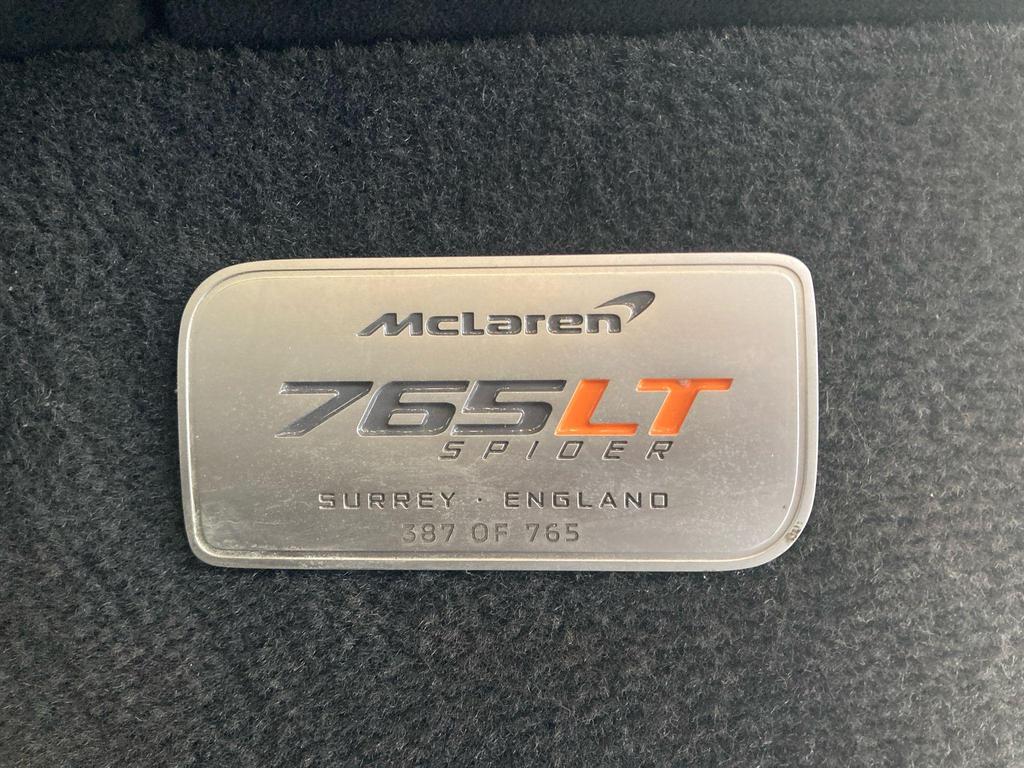 McLaren
765LT
SPIDER
SURREY · ENGLAND
387 OF 765